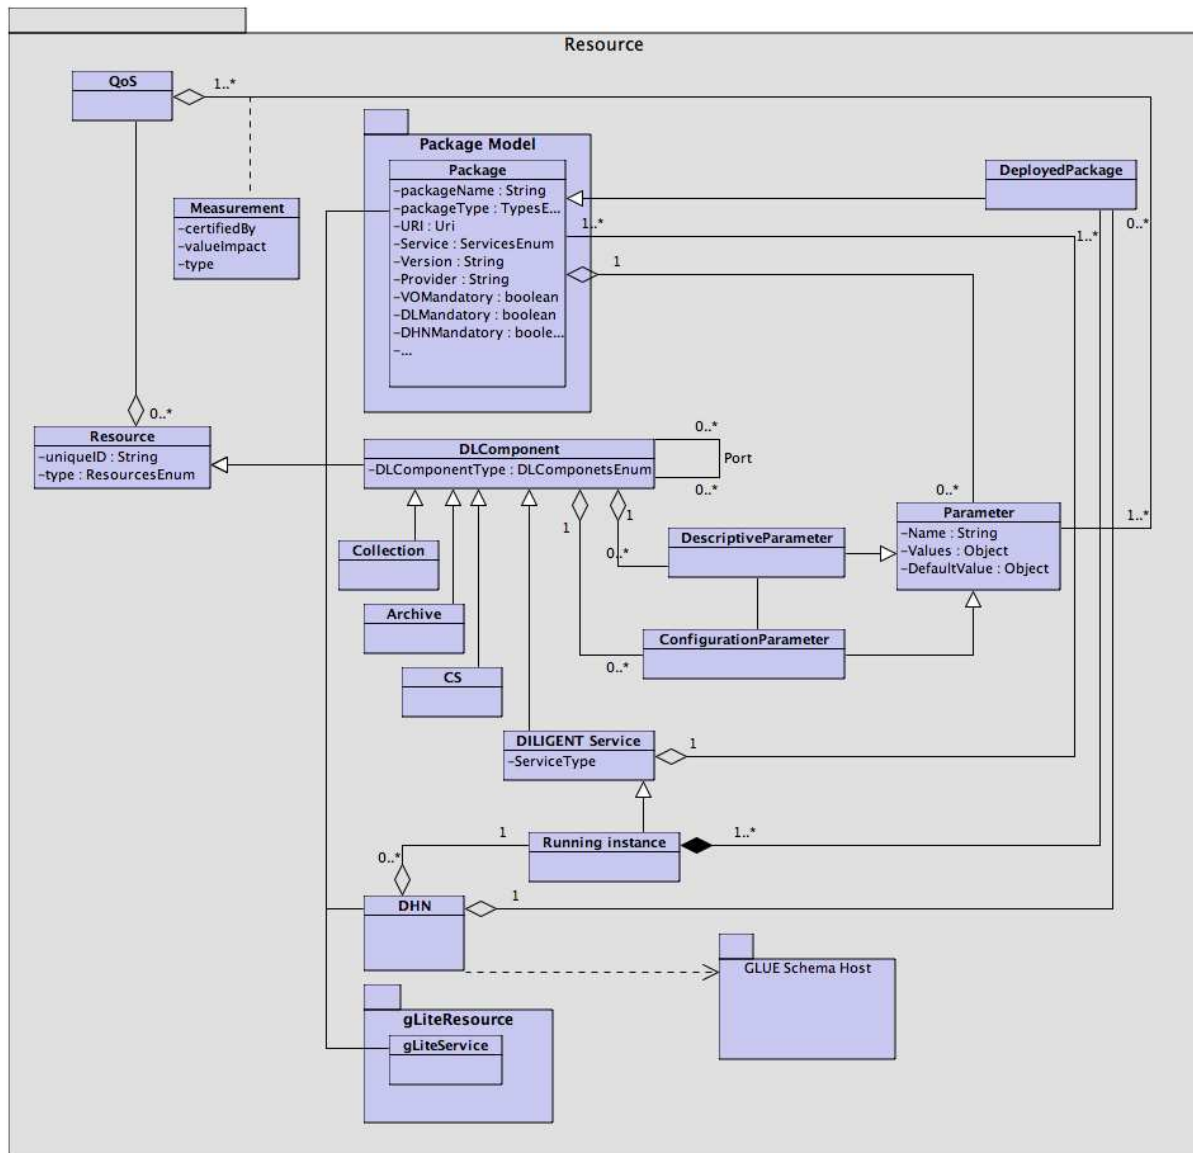 Resource
QoS
1..*
Package Model
Package
-packageName : String
-packageType : TypesE...
-URI : Uri
-Service : ServicesEnum
-Version : String
-Provider : String
-VOMandatory : boolean
-DLMandatory : boolean
-DHNMandatory : boole...
-...
DeployedPackage
1..*
1..*
0..*
1
Measurement
-certifiedBy
-valueImpact
-type
0..*
Resource
-uniqueID : String
-type : ResourcesEnum
DLComponent
-DLComponentType : DLComponetsEnum
0..*
Port
0..*
0..*
1..*
Parameter
-Name : String
-Values : Object
-DefaultValue : Object
1
1
0..*
DescriptiveParameter
Collection
Archive
ConfigurationParameter
0..*
CS
DILIGENT Service
-ServiceType
1
1
Running instance
1..*
0..*
DHN
1
GLUE Schema Host
gLiteResource
gLiteService